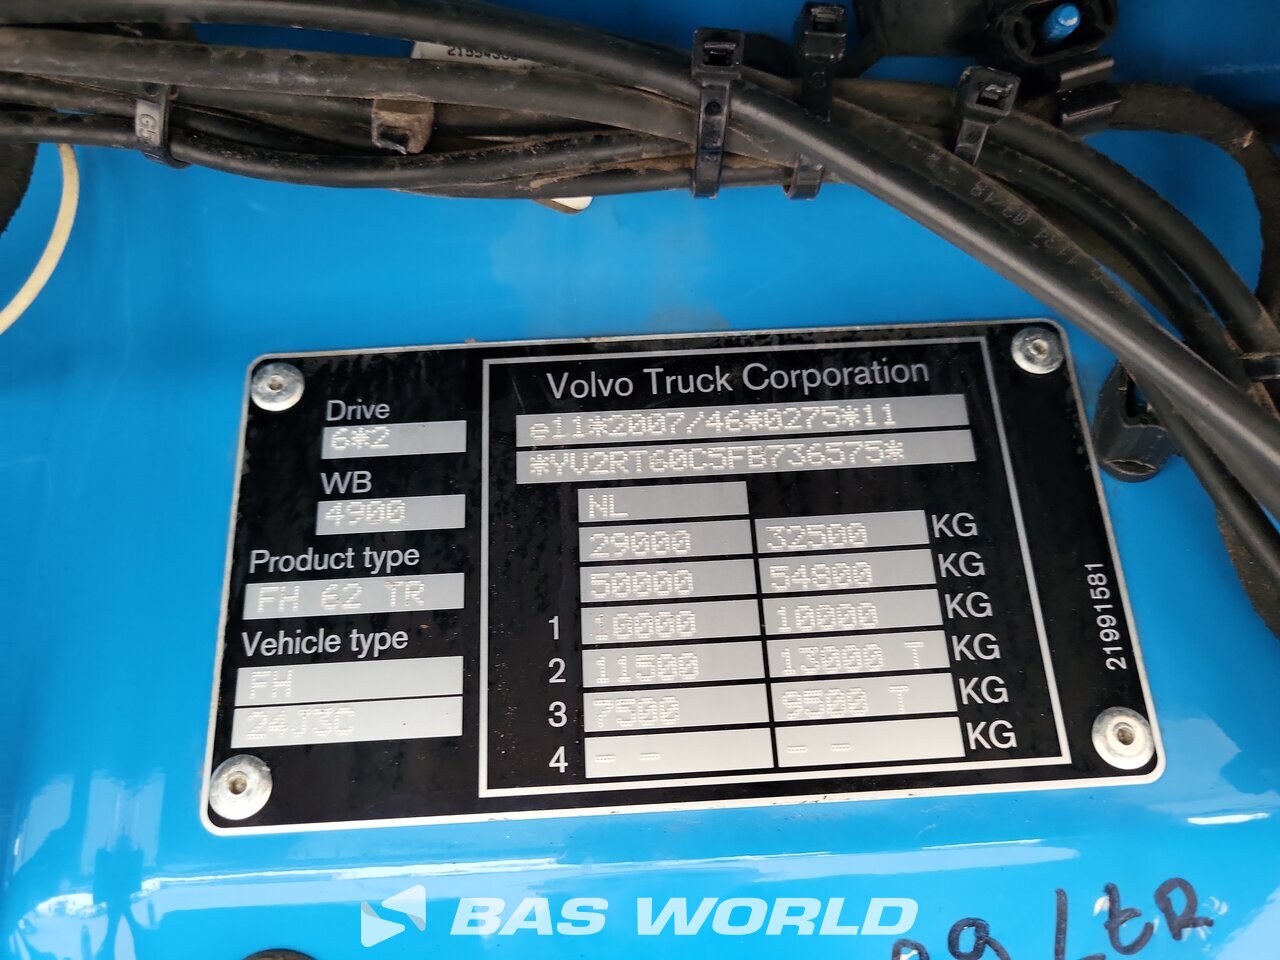 Volvo Truck Corporation
Drive
6*2
e11*2007/46*0275*11
*YV2RT60C5FB736575*
WB
4900
NL
29000 32500 KG
50000 54800 KG
1 10000 10000 KG
2 11500 13000 T KG
3 7500 9500 T KG
4 -- -- KG
Product type
FH 62 TR
Vehicle type
FH
24J3C
21991581
BAS WORLD